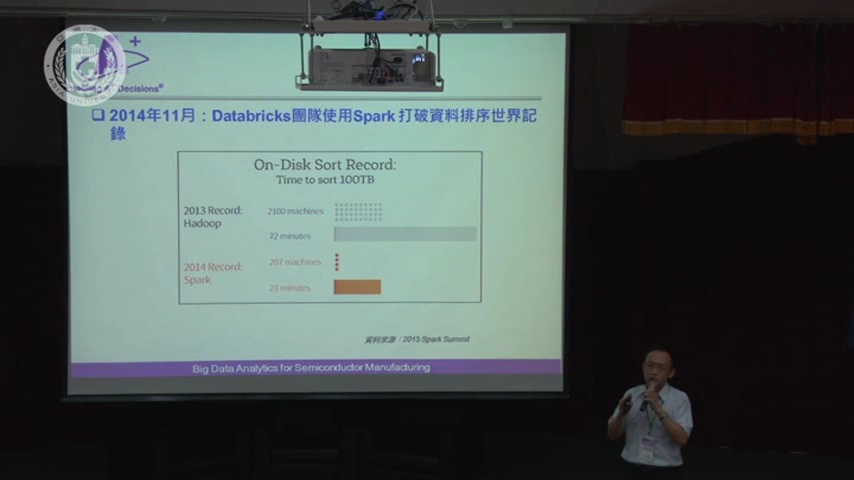 Decisions®
❑ 2014年11月：Databricks團隊使用Spark 打破資料排序世界記
錄
On-Disk Sort Record:
Time to sort 100TB
2013 Record:
Hadoop
2100 machines
72 minutes
2014 Record:
Spark
207 machines
23 minutes
資料來源：2015 Spark Summit
Big Data Analytics for Semiconductor Manufacturing